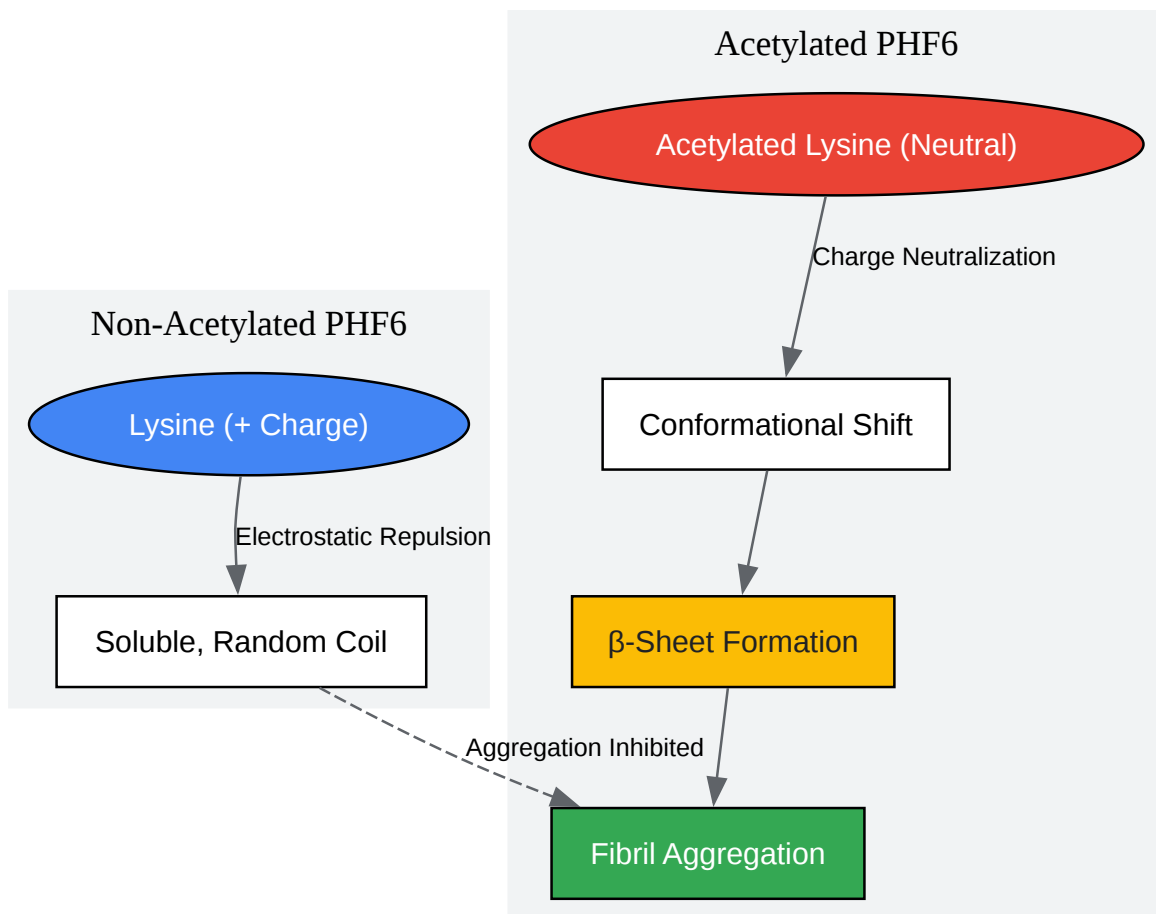 Acetylated PHF6
Acetylated Lysine (Neutral)
Charge Neutralization
Non-Acetylated PHF6
Conformational Shift
Lysine (+ Charge)
Electrostatic Repulsion
Soluble, Random Coil
β-Sheet Formation
Aggregation Inhibited
Fibril Aggregation